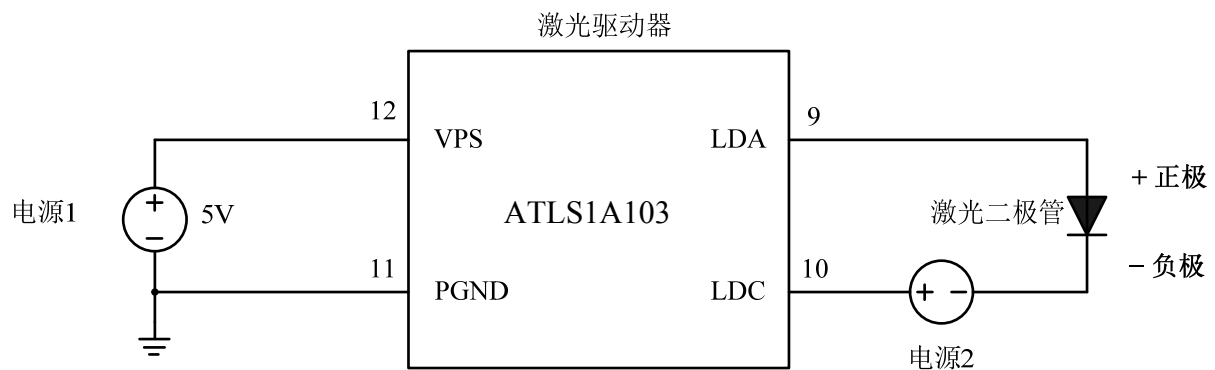 激光驱动器
12
9
VPS
LDA
+ 正极
电源1
+
5V
ATLS1A103
激光二极管
−
11
10
− 负极
PGND
LDC
+ −
电源2